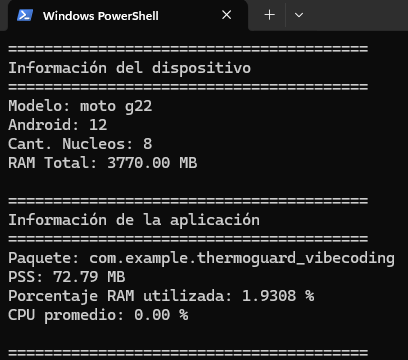 Windows PowerShell
=======================================
Información del dispositivo
=======================================
Modelo: moto g22
Android: 12
Cant. Nucleos: 8
RAM Total: 3770.00 MB
=======================================
Información de la aplicación
=======================================
Paquete: com.example.thermoguard_vibecoding
PSS: 72.79 MB
Porcentaje RAM utilizada: 1.9308 %
CPU promedio: 0.00 %
=======================================